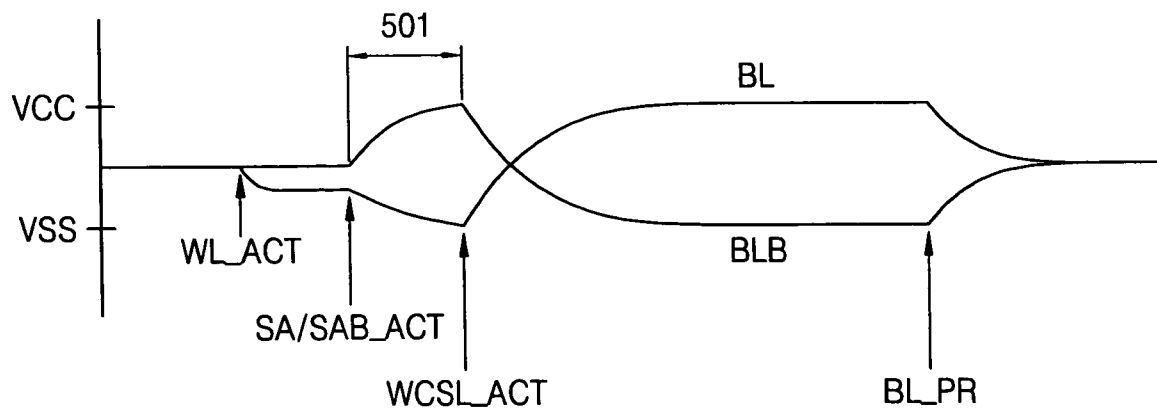 501
BL
VCC
VSS
WL_ACT
BLB
SA/SAB_ACT
WCSL_ACT
BL_PR